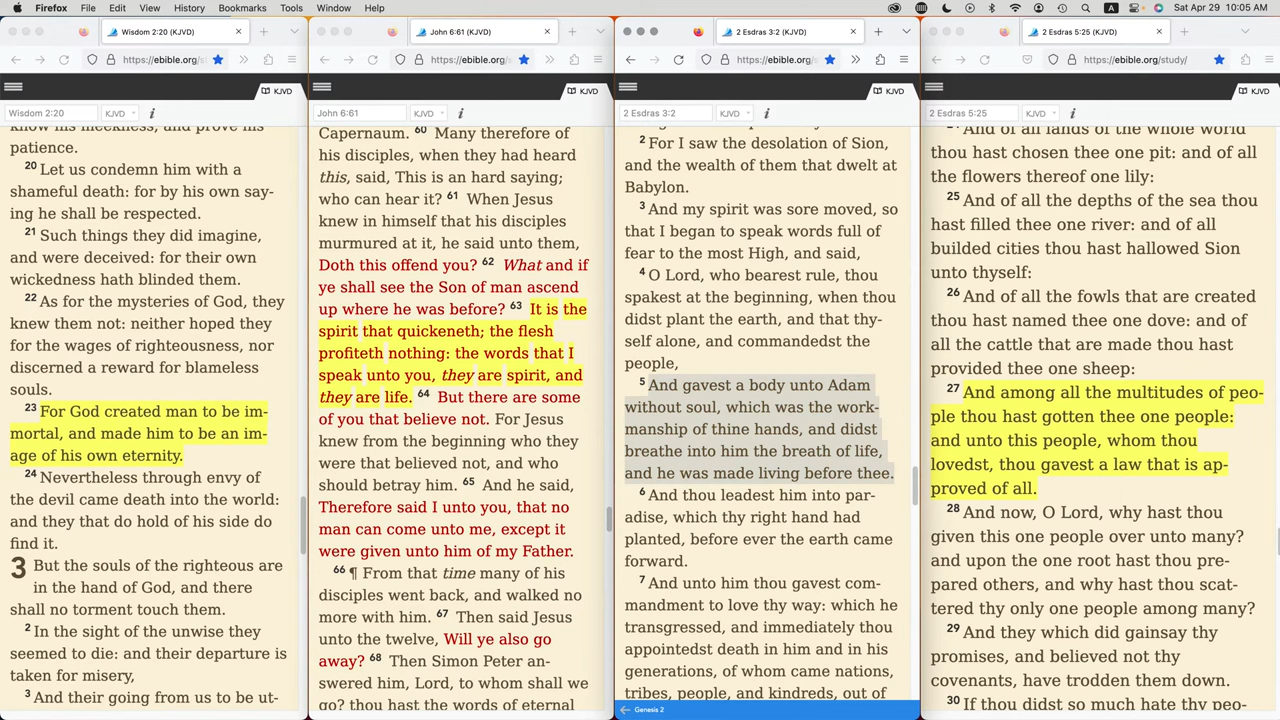 Firefox File Edit View History Bookmarks Tools Window Help A Sat Apr 29 10:05 AM
Wisdom 2:20 (KJVD)
https://ebible.org/s
KJVD
Wisdom 2:20 KJVD i
know his meekness, and prove his
patience.
20 Let us condemn him with a
shameful death: for by his own say-
ing he shall be respected.
21 Such things they did imagine,
and were deceived: for their own
wickedness hath blinded them.
22 As for the mysteries of God, they
knew them not: neither hoped they
for the wages of righteousness, nor
discerned a reward for blameless
souls.
23 For God created man to be im-
mortal, and made him to be an im-
age of his own eternity.
24 Nevertheless through envy of
the devil came death into the world:
and they that do hold of his side do
find it.
3 But the souls of the righteous are
in the hand of God, and there
shall no torment touch them.
2 In the sight of the unwise they
seemed to die: and their departure is
taken for misery,
3 And their going from us to be ut-
John 6:61 (KJVD)
https://ebible.org/s
KJVD
John 6:61 KJVD i
Capernaum. 60 Many therefore of
his disciples, when they had heard
this, said, This is an hard saying;
who can hear it? 61 When Jesus
knew in himself that his disciples
murmured at it, he said unto them,
Doth this offend you? 62 What and if
ye shall see the Son of man ascend
up where he was before? 63 It is the
spirit that quickeneth; the flesh
profiteth nothing: the words that I
speak unto you, they are spirit, and
they are life. 64 But there are some
of you that believe not. For Jesus
knew from the beginning who they
were that believed not, and who
should betray him. 65 And he said,
Therefore said I unto you, that no
man can come unto me, except it
were given unto him of my Father.
66 ¶ From that time many of his
disciples went back, and walked no
more with him. 67 Then said Jesus
unto the twelve, Will ye also go
away? 68 Then Simon Peter an-
swered him, Lord, to whom shall we
go? thou hast the words of eternal
2 Esdras 3:2 (KJVD)
https://ebible.org
KJVD
2 Esdras 3:2 KJVD i
2 For I saw the desolation of Sion,
and the wealth of them that dwelt at
Babylon.
3 And my spirit was sore moved, so
that I began to speak words full of
fear to the most High, and said,
4 O Lord, who bearest rule, thou
spakest at the beginning, when thou
didst plant the earth, and that thy-
self alone, and commandedst the
people,
5 And gavest a body unto Adam
without soul, which was the work-
manship of thine hands, and didst
breathe into him the breath of life,
and he was made living before thee.
6 And thou leadest him into par-
adise, which thy right hand had
planted, before ever the earth came
forward.
7 And unto him thou gavest com-
mandment to love thy way: which he
transgressed, and immediately thou
appointedst death in him and in his
generations, of whom came nations,
tribes, people, and kindreds, out of
Genesis 2
2 Esdras 5:25 (KJVD)
https://ebible.org/study/
KJVD
2 Esdras 5:25 KJVD i
And of all lands of the whole world
thou hast chosen thee one pit: and of all
the flowers thereof one lily:
25 And of all the depths of the sea thou
hast filled thee one river: and of all
builded cities thou hast hallowed Sion
unto thyself:
26 And of all the fowls that are created
thou hast named thee one dove: and of
all the cattle that are made thou hast
provided thee one sheep:
27 And among all the multitudes of peo-
ple thou hast gotten thee one people:
and unto this people, whom thou
lovedst, thou gavest a law that is ap-
proved of all.
28 And now, O Lord, why hast thou
given this one people over unto many?
and upon the one root hast thou pre-
pared others, and why hast thou scat-
tered thy only one people among many?
29 And they which did gainsay thy
promises, and believed not thy
covenants, have trodden them down.
30 If thou didst so much hate thy peo-